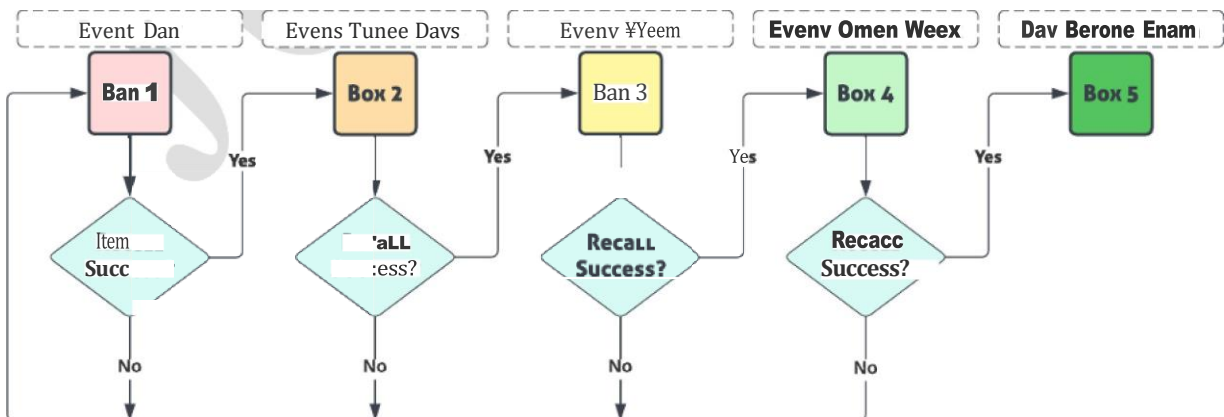 Event Dan
Evens Tunee Davs
Evenv ¥Yeem
Evenv Omen Weex
Dav Berone Enam
Ban 1
Box 2
Ban 3
Box 4
Box 5
Yes
Yes
Yes
Yes
Item
Succ
'aLL
:ess?
Recall
Success?
Recacc
Success?
No
No
No
No